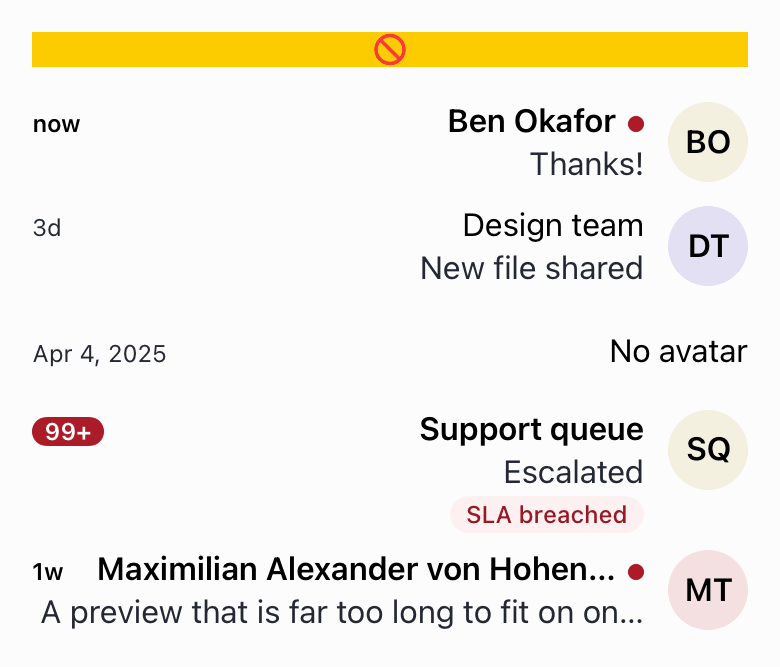 now
Ben Okafor
BO
Thanks!
3d
Design team
DT
New file shared
Apr 4, 2025
No avatar
99+
Support queue
SQ
Escalated
SLA breached
1w
Maximilian Alexander von Hohen...
MT
A preview that is far too long to fit on on...